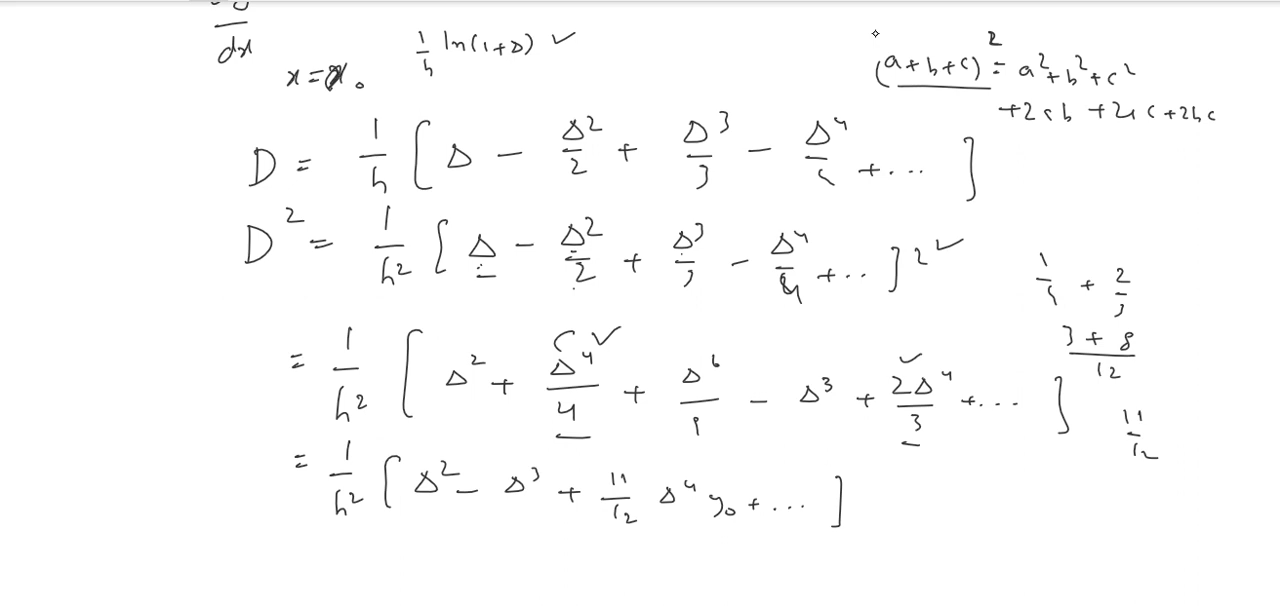 dx
x = x₀
1/h ln(1+Δ) ✓
(a+b+c)² = a²+b²+c²
+2ab +2ac+2bc
D = 1/h [ Δ − Δ²/2 + Δ³/3 − Δ⁴/4 +... ]
D² = 1/h² [ Δ − Δ²/2 + Δ³/3 − Δ⁴/4 +.. ]² ✓
1/4 + 2/3
= 1/h² [ Δ² + Δ⁴/4 ✓ + Δ⁶/9 − Δ³ + 2Δ⁴/3 ✓ +... ]
3+8/12
11/12
= 1/h² [ Δ² − Δ³ + 11/12 Δ⁴ y₀ +... ]